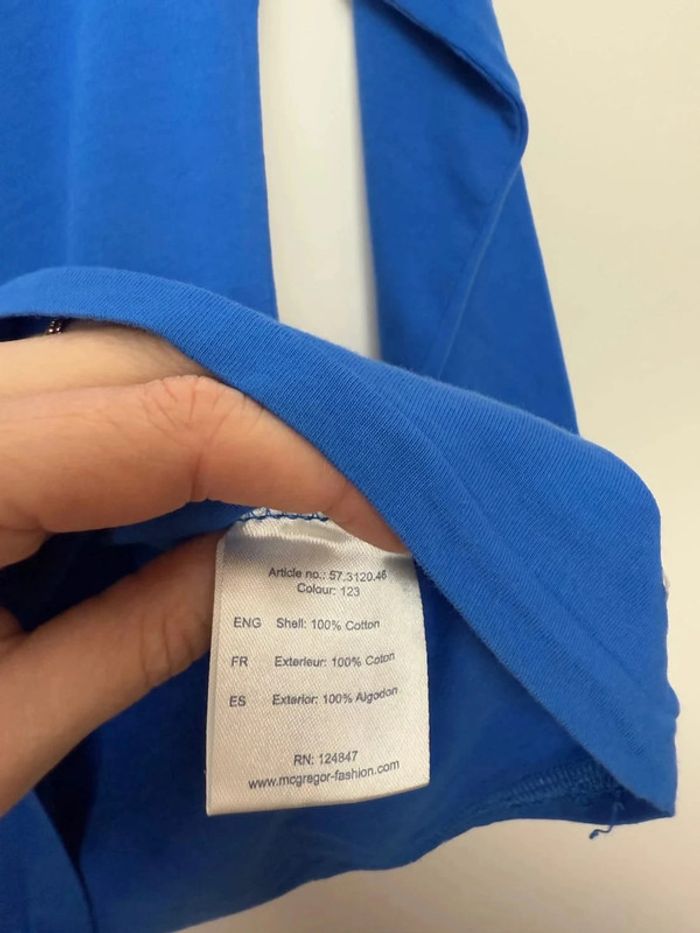 Article no.: 57.3120.46
Colour: 123
ENG Shell: 100% Cotton
FR Exterieur: 100% Coton
ES Exterior: 100% Algodon
RN: 124847
www.mcgregor-fashion.com